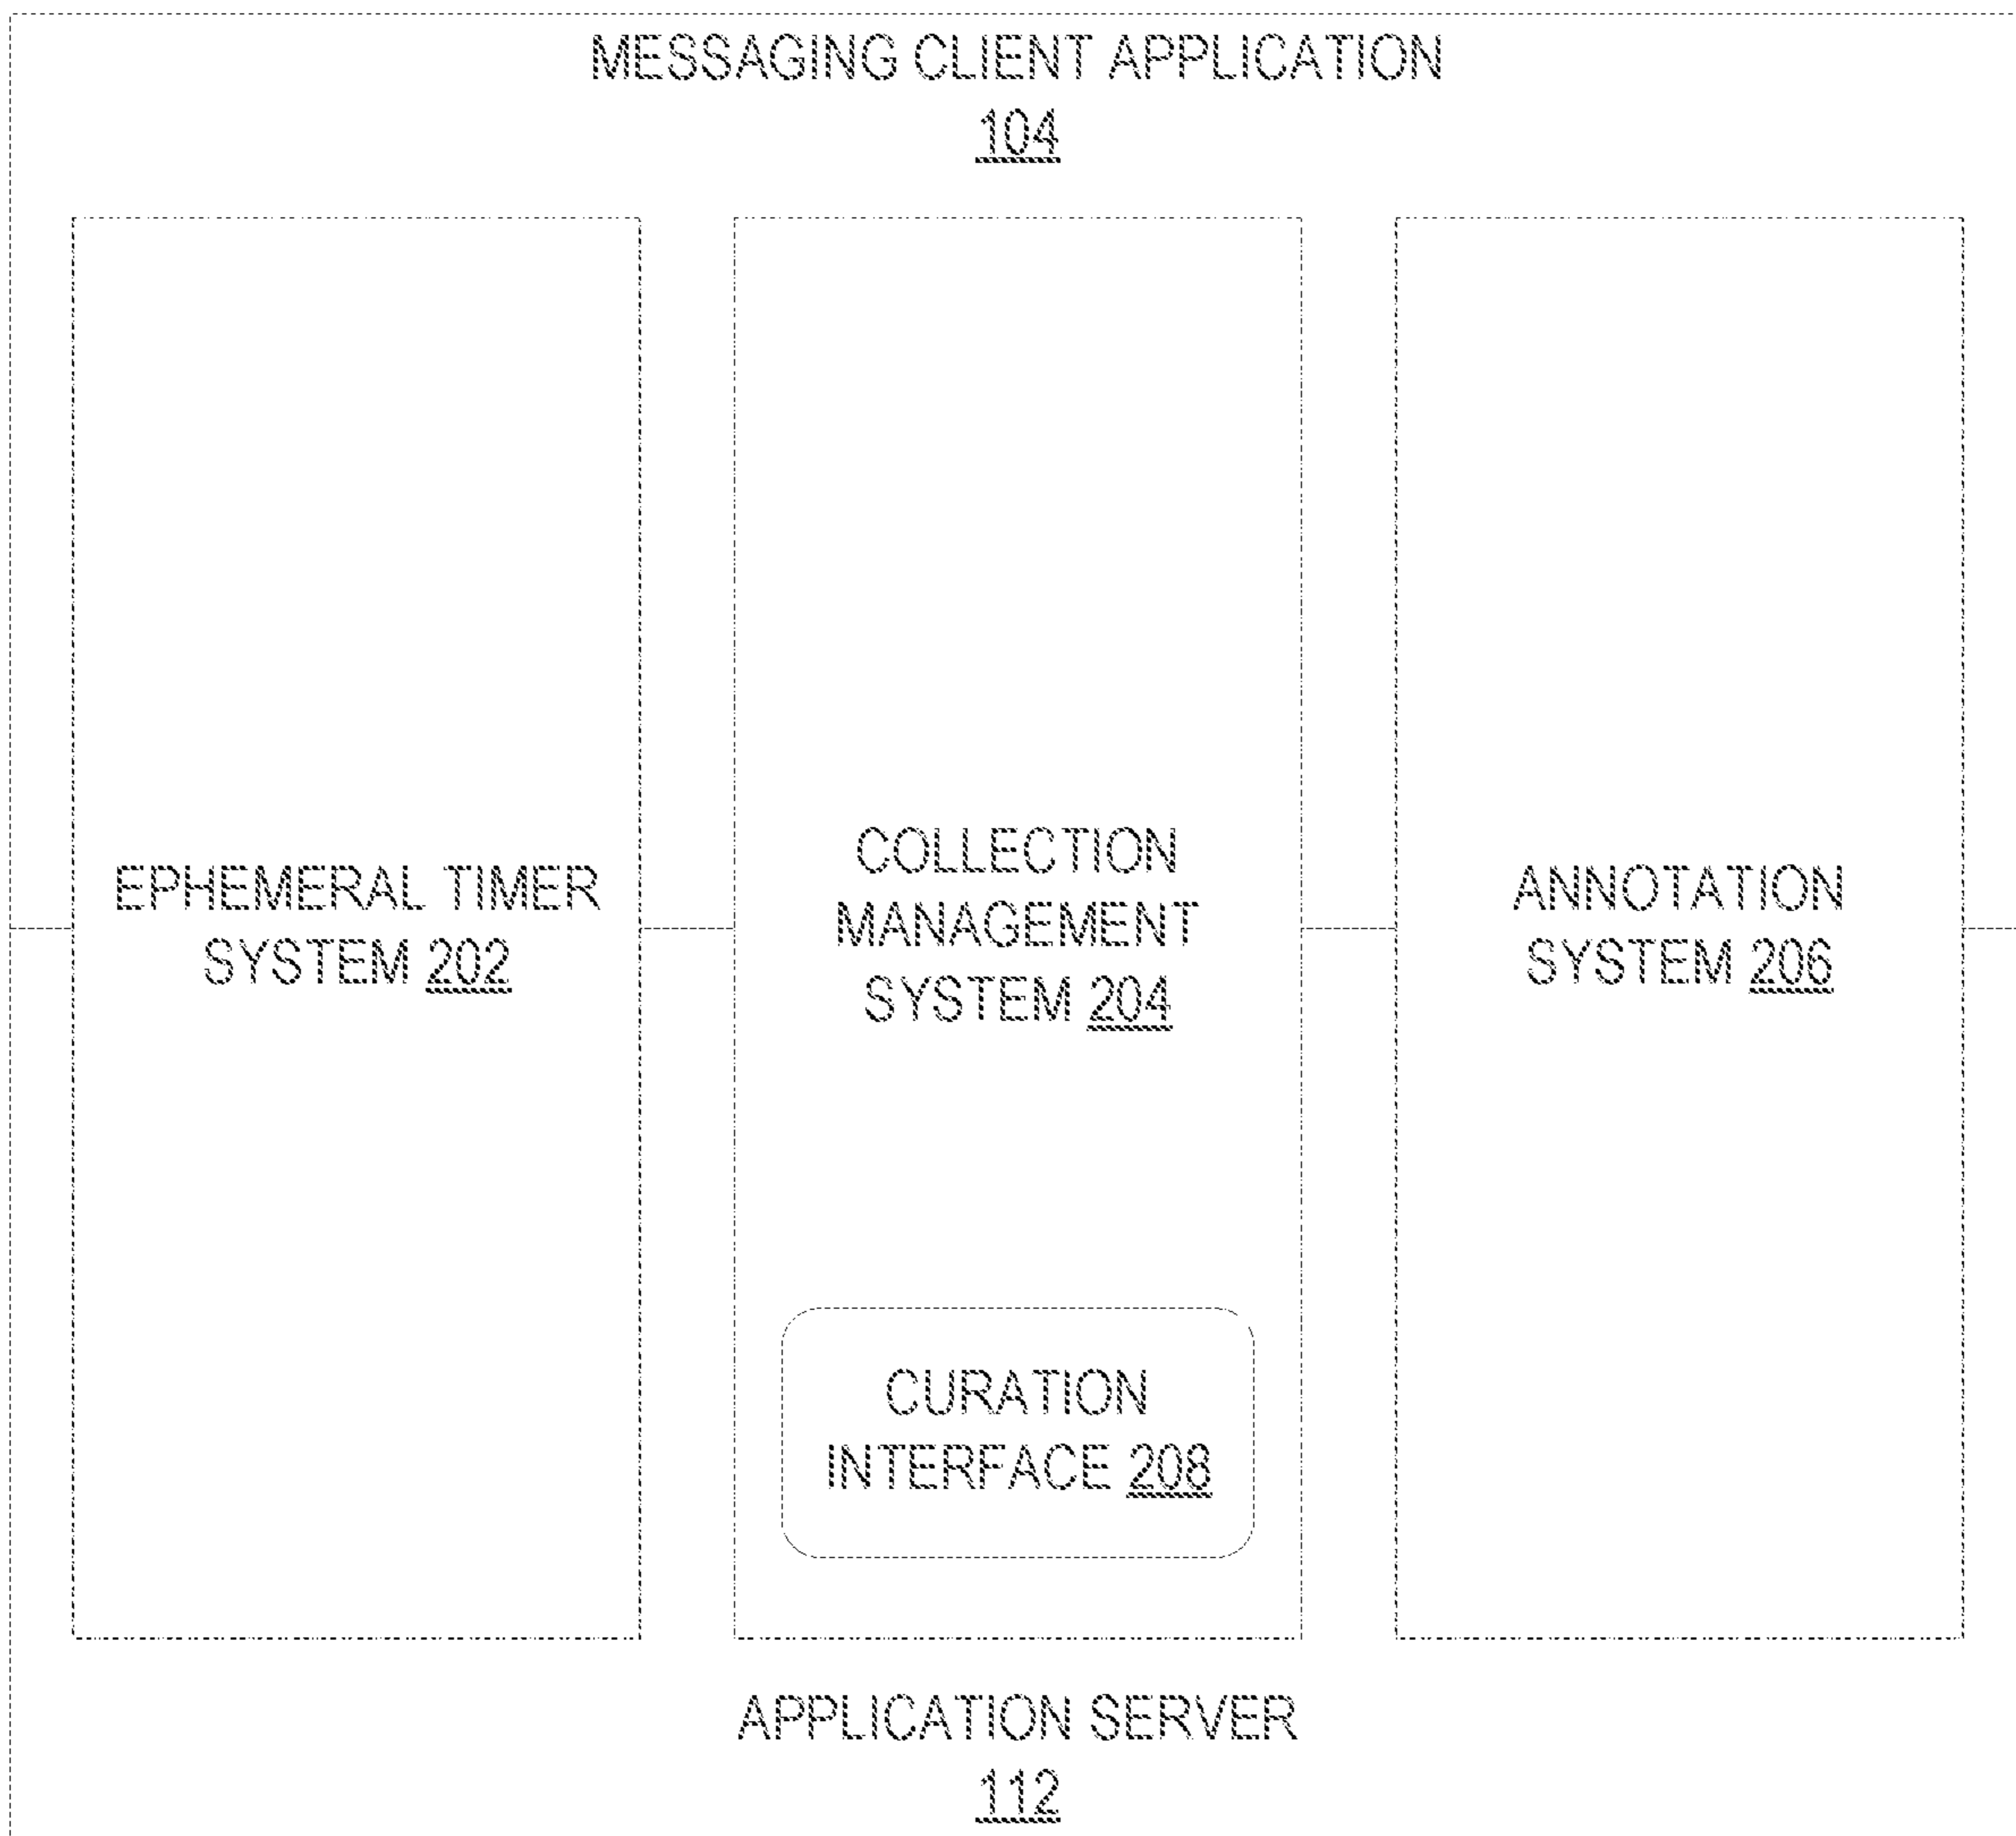 MESSAGING CLIENT APPLICATION
104
EPHEMERAL TIMER
SYSTEM 202
COLLECTION
MANAGEMENT
SYSTEM 204
ANNOTATION
SYSTEM 206
CURATION
INTERFACE 208
APPLICATION SERVER
112